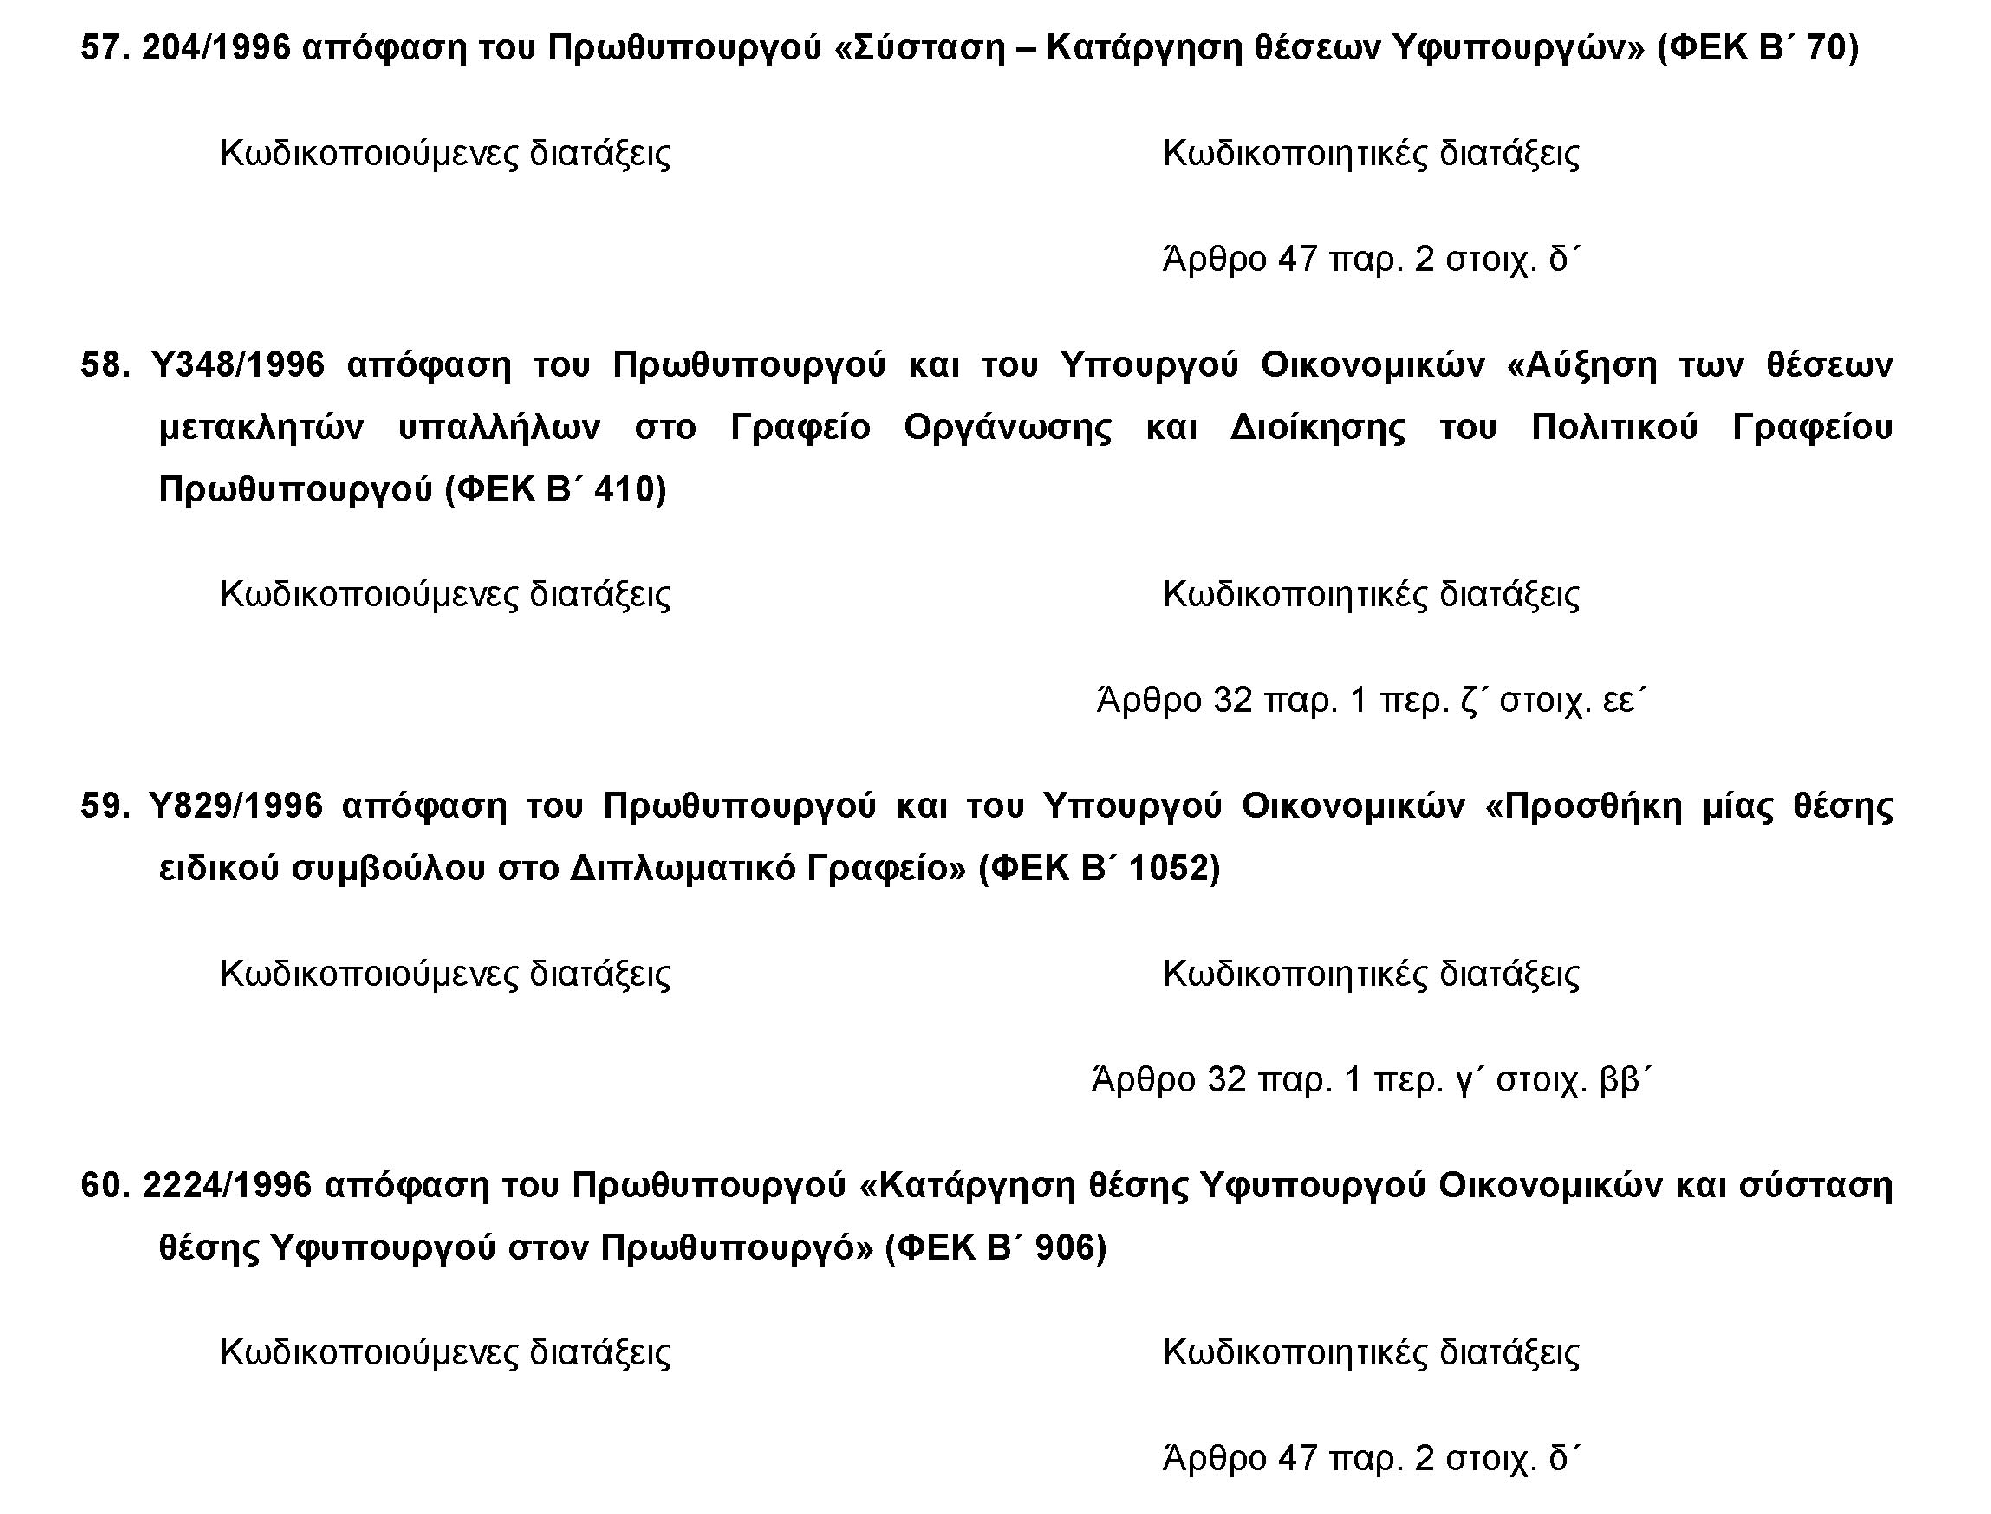 57. 204/1996 απόφαση του Πρωθυπουργού «Σύσταση – Κατάργηση θέσεων Υφυπουργών» (ΦΕΚ Β΄ 70)
Κωδικοποιούμενες διατάξεις Κωδικοποιητικές διατάξεις
Άρθρο 47 παρ. 2 στοιχ. δ΄
58. Υ348/1996 απόφαση του Πρωθυπουργού και του Υπουργού Οικονομικών «Αύξηση των θέσεων
μετακλητών υπαλλήλων στο Γραφείο Οργάνωσης και Διοίκησης του Πολιτικού Γραφείου
Πρωθυπουργού (ΦΕΚ Β΄ 410)
Κωδικοποιούμενες διατάξεις Κωδικοποιητικές διατάξεις
Άρθρο 32 παρ. 1 περ. ζ΄ στοιχ. εε΄
59. Υ829/1996 απόφαση του Πρωθυπουργού και του Υπουργού Οικονομικών «Προσθήκη μίας θέσης
ειδικού συμβούλου στο Διπλωματικό Γραφείο» (ΦΕΚ Β΄ 1052)
Κωδικοποιούμενες διατάξεις Κωδικοποιητικές διατάξεις
Άρθρο 32 παρ. 1 περ. γ΄ στοιχ. ββ΄
60. 2224/1996 απόφαση του Πρωθυπουργού «Κατάργηση θέσης Υφυπουργού Οικονομικών και σύσταση
θέσης Υφυπουργού στον Πρωθυπουργό» (ΦΕΚ Β΄ 906)
Κωδικοποιούμενες διατάξεις Κωδικοποιητικές διατάξεις
Άρθρο 47 παρ. 2 στοιχ. δ΄